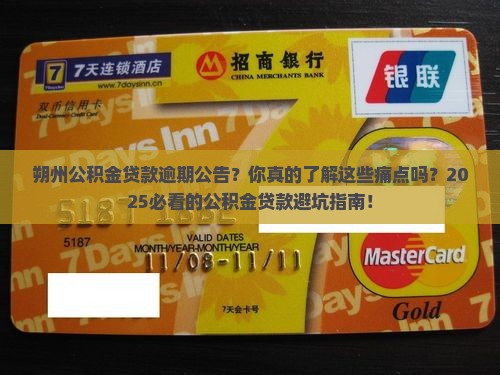 7
7天连锁酒店
7Days Inn
www.7daysinn.cn
双币信用卡
Dual-Currency Credit Card
招商银行
CHINA MERCHANTS BANK
银联
7Days Inn
朔州公积金贷款逾期公告？你真的了解这些痛点吗？20
25必看的公积金贷款避坑指南！
5187
5187
VALID DATES
MONTH/YEAR-MONTH/YEAR
11/08-11/11
7天会卡号
MasterCard
Gold